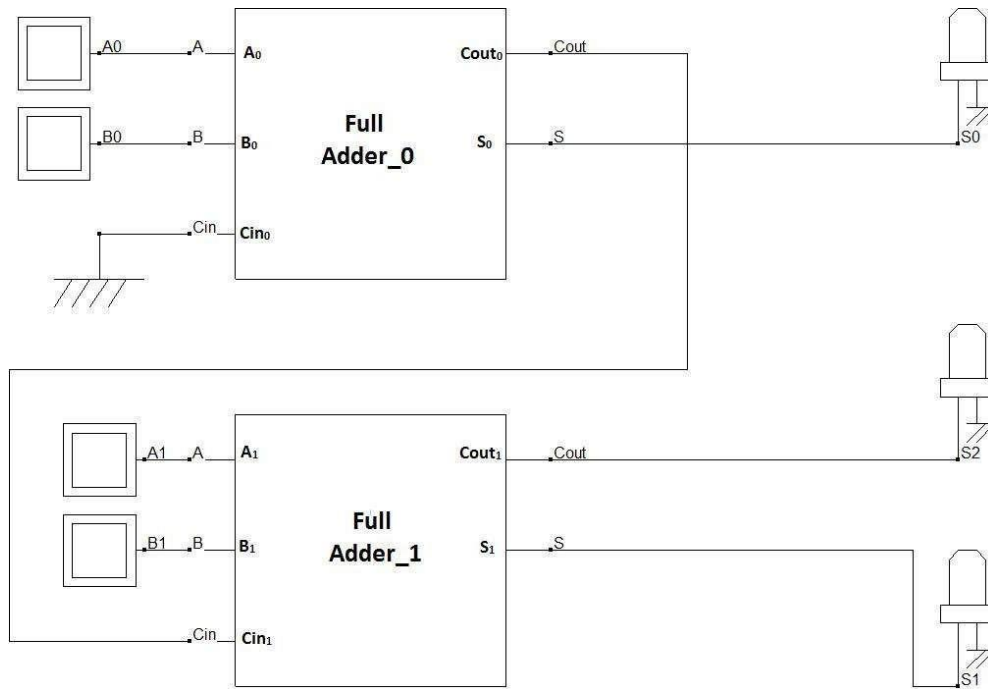 A0 A A₀ Cout₀ Cout
Full
Adder_0
B0 B B₀ S₀ S S0
Cin Cin₀
A1 A A₁ Cout₁ Cout S2
Full
Adder_1
B1 B B₁ S₁ S
Cin Cin₁
S1